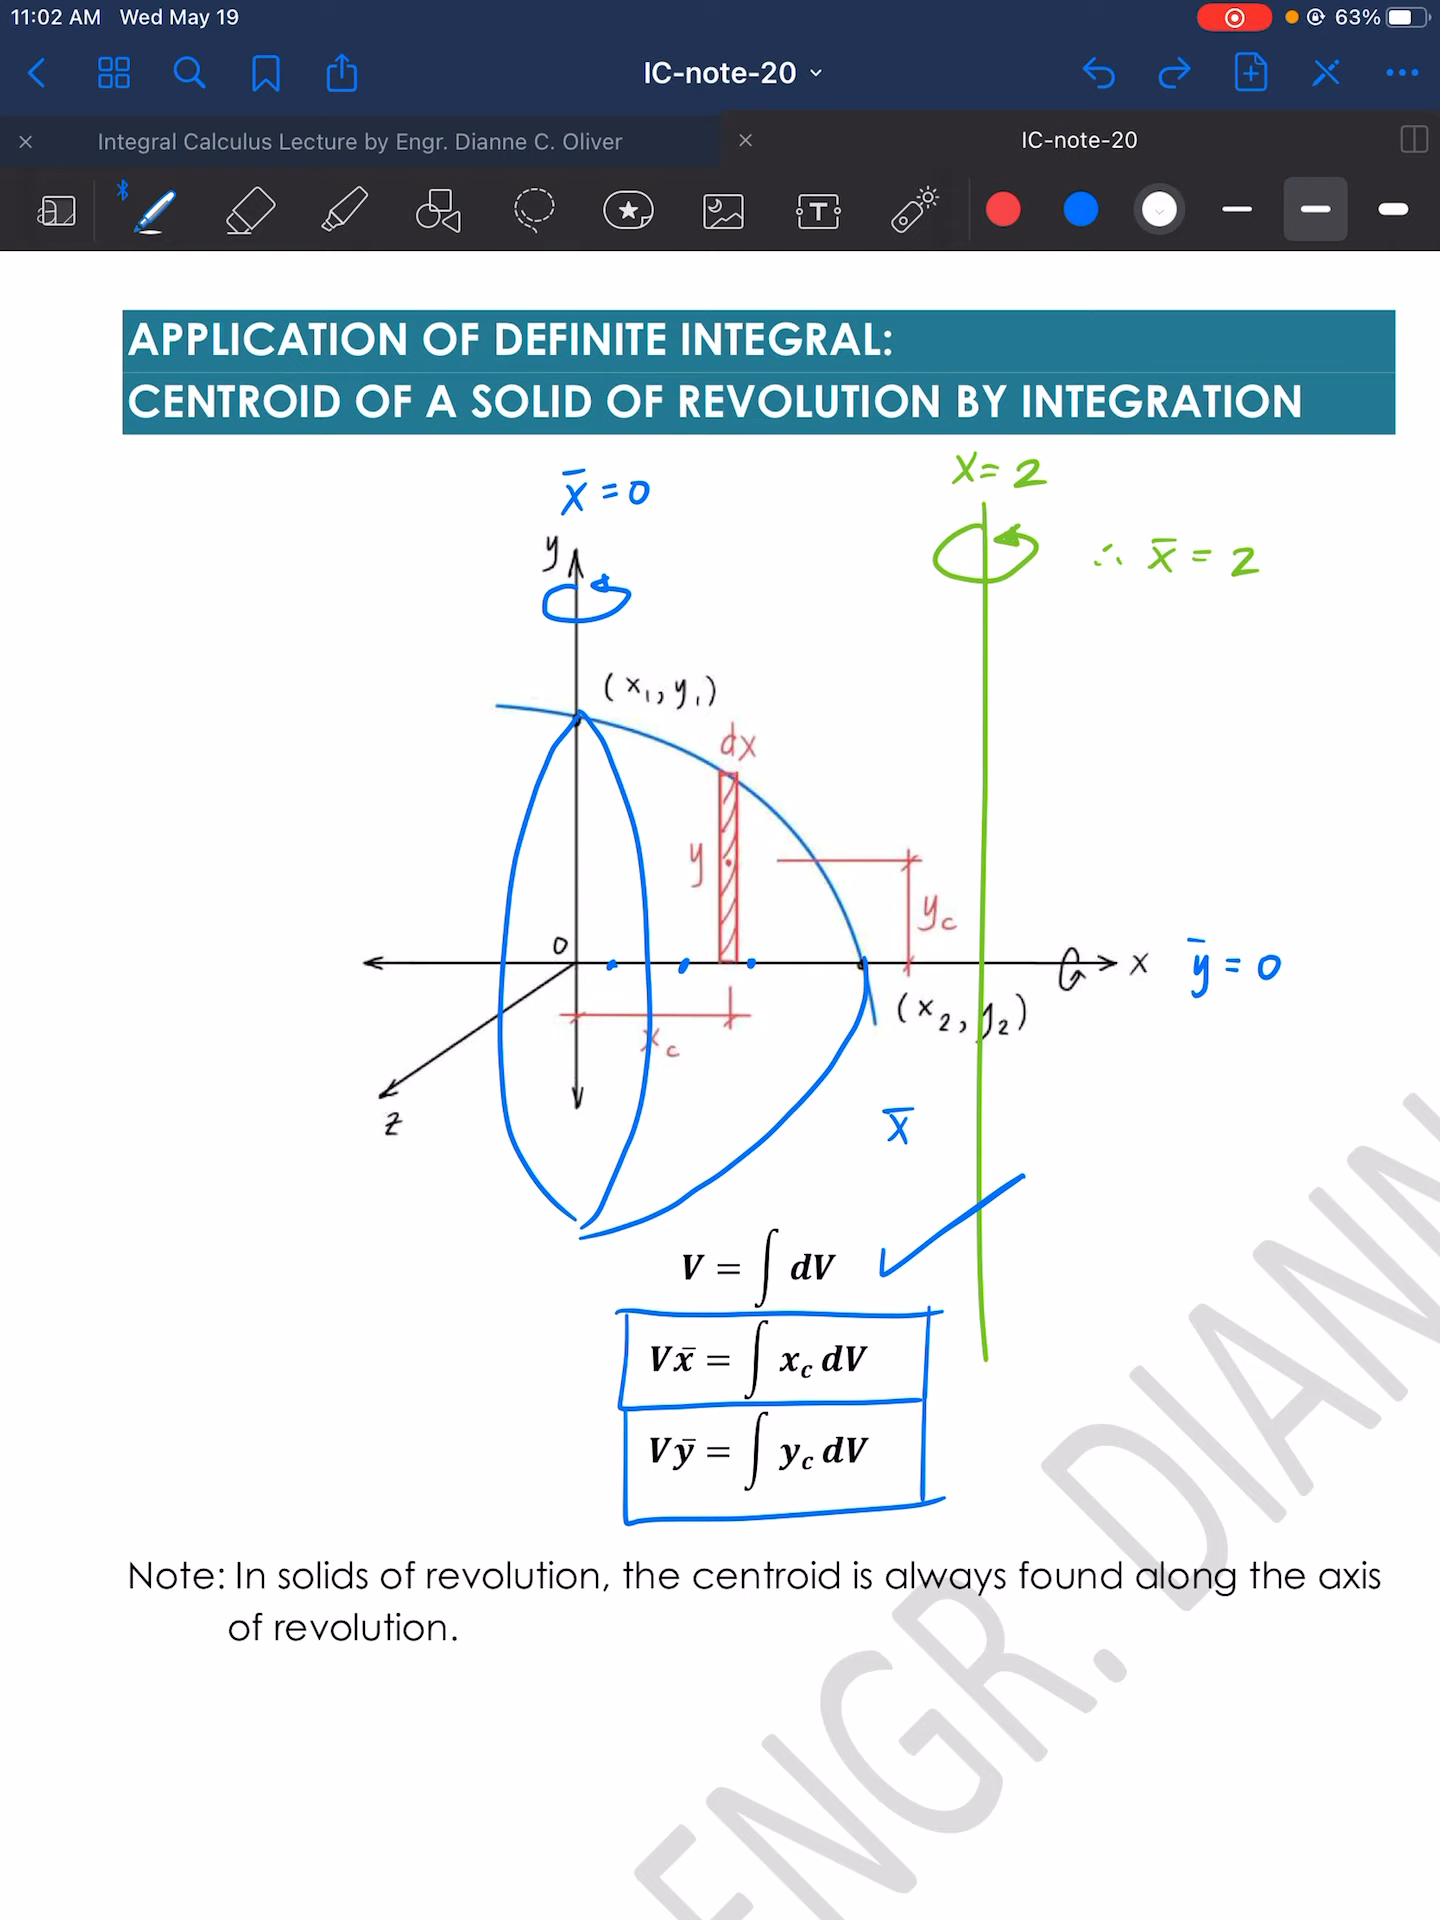 11:02 AM Wed May 19
63%
IC-note-20
Integral Calculus Lecture by Engr. Dianne C. Oliver
IC-note-20
T
APPLICATION OF DEFINITE INTEGRAL:
CENTROID OF A SOLID OF REVOLUTION BY INTEGRATION
x̄ = 0
x = 2
∴ x̄ = 2
y
(x₁, y₁)
dx
y
y_c
0
x
ȳ = 0
(x₂, y₂)
x_c
z
x̄
V = ∫ dV
Vx̄ = ∫ x_c dV
Vȳ = ∫ y_c dV
Note: In solids of revolution, the centroid is always found along the axis
of revolution.
ENGR. DIAN